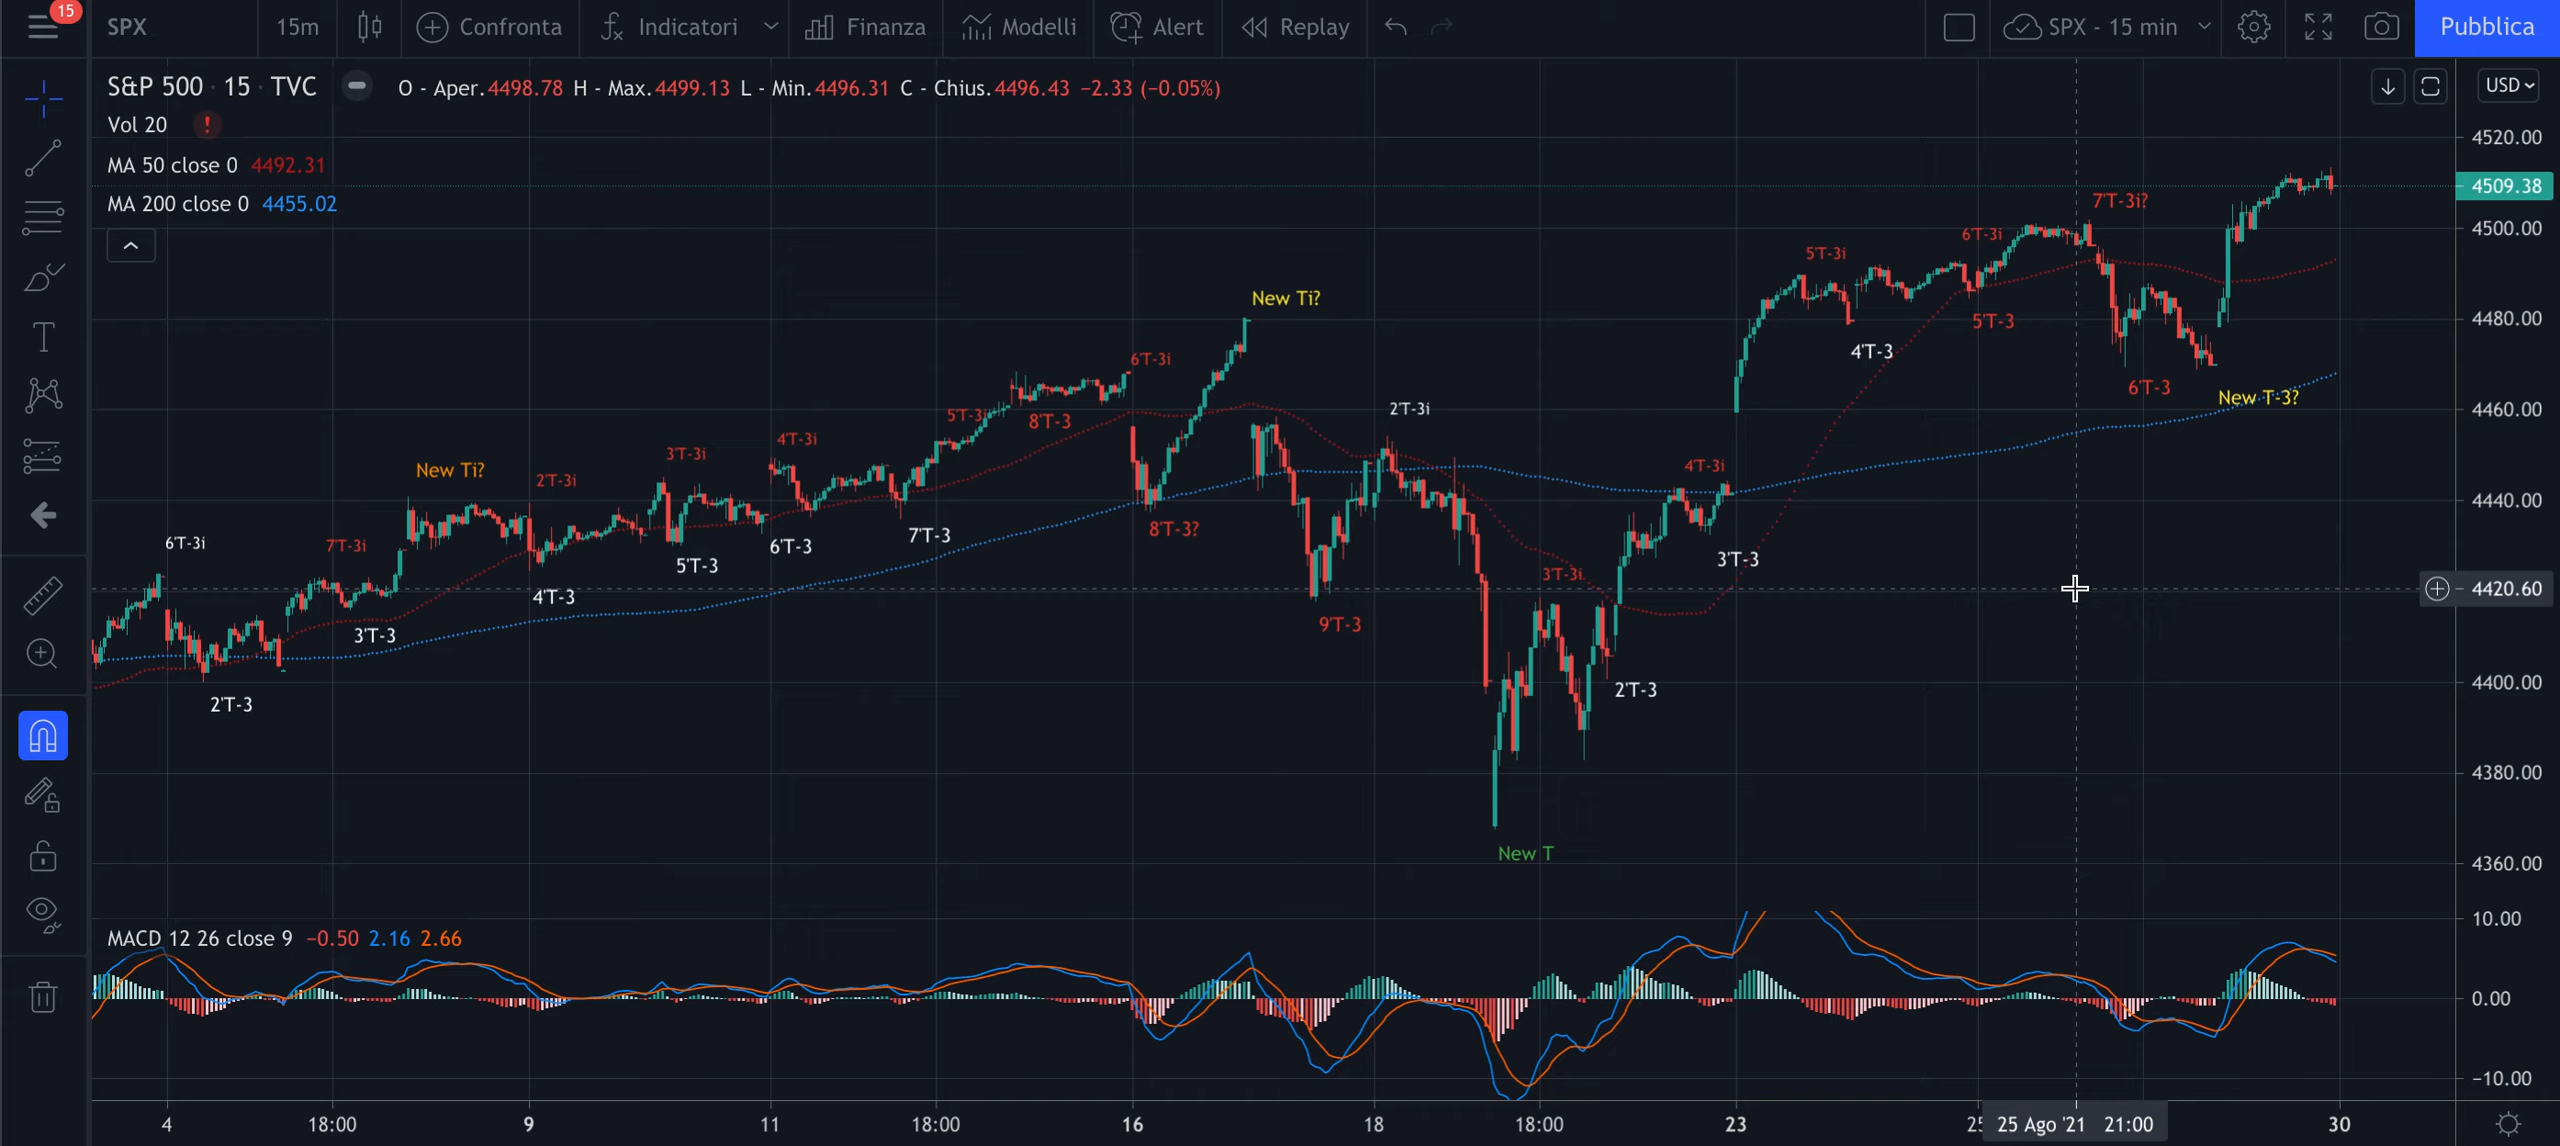 15
SPX
15m
Confronta
Indicatori
Finanza
Modelli
Alert
Replay
SPX - 15 min
Pubblica
S&P 500 · 15 · TVC
O - Aper.4498.78 H - Max.4499.13 L - Min.4496.31 C - Chius.4496.43 −2.33 (−0.05%)
USD
Vol 20 !
MA 50 close 0 4492.31
MA 200 close 0 4455.02
4520.00
4509.38
4500.00
4480.00
4460.00
4440.00
4420.60
4400.00
4380.00
4360.00
10.00
0.00
−10.00
7'T-3i?
6'T-3i
5'T-3i
New Ti?
5'T-3
4'T-3
6'T-3i
6'T-3
New T-3?
2'T-3i
5'T-3i
8'T-3
4'T-3i
3'T-3i
4'T-3i
New Ti?
2'T-3i
8'T-3?
7'T-3
6'T-3i
7'T-3i
6'T-3
5'T-3
3'T-3
3'T-3i
4'T-3
9'T-3
3'T-3
2'T-3
2'T-3
New T
MACD 12 26 close 9 −0.50 2.16 2.66
4
18:00
9
11
18:00
16
18
18:00
23
25 Ago '21 21:00
30